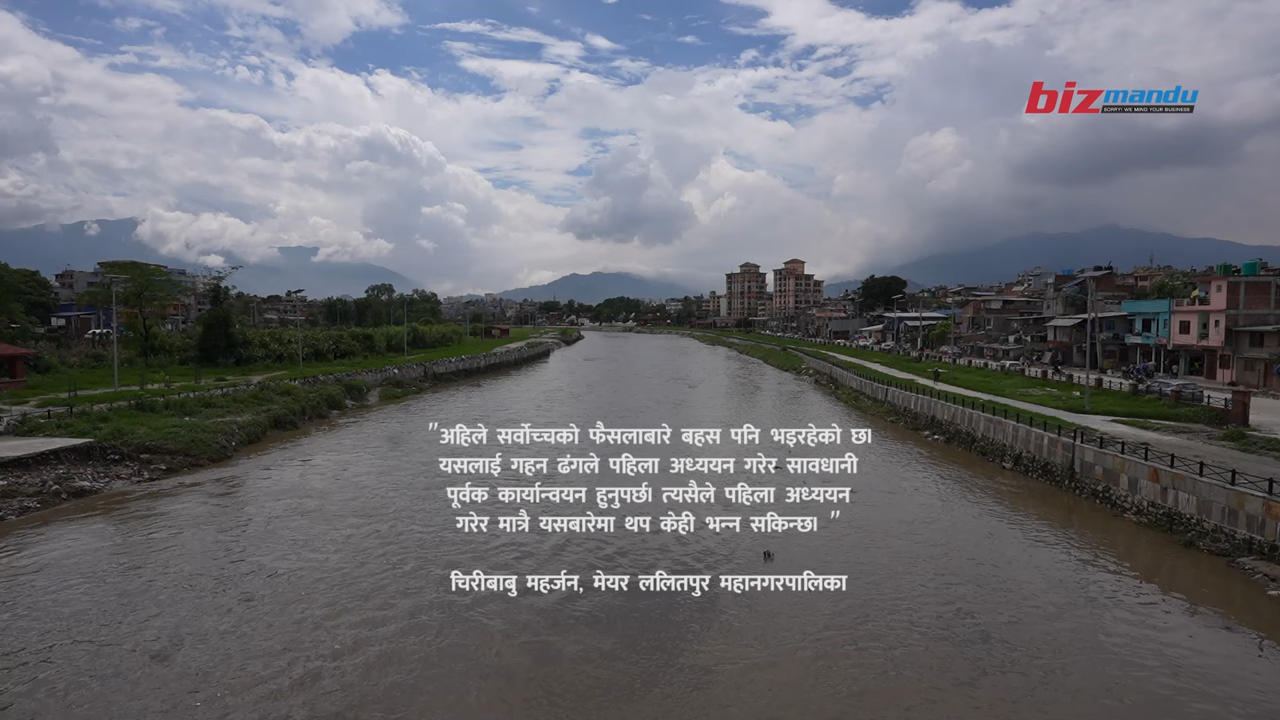 bizmandu
SORRY! WE MIND YOUR BUSINESS
"अहिले सर्वोच्चको फैसलाबारे बहस पनि भइरहेको छ।
यसलाई गहन ढंगले पहिला अध्ययन गरेर सावधानी
पूर्वक कार्यान्वयन हुनुपर्छ। त्यसैले पहिला अध्ययन
गरेर मात्रै यसबारेमा थप केही भन्न सकिन्छ। "
चिरीबाबु महर्जन, मेयर ललितपुर महानगरपालिका